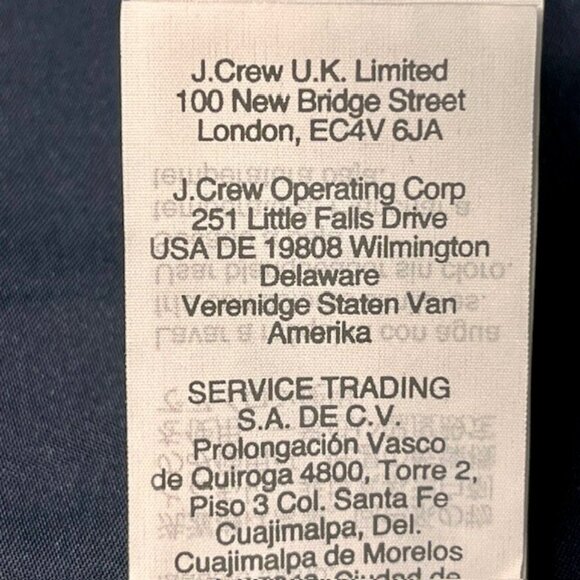 J.Crew U.K. Limited
100 New Bridge Street
London, EC4V 6JA
J.Crew Operating Corp
251 Little Falls Drive
USA DE 19808 Wilmington
Delaware
Verenidge Staten Van
Amerika
SERVICE TRADING
S.A. DE C.V.
Prolongación Vasco
de Quiroga 4800, Torre 2,
Piso 3 Col. Santa Fe
Cuajimalpa, Del.
Cuajimalpa de Morelos
Ciudad de